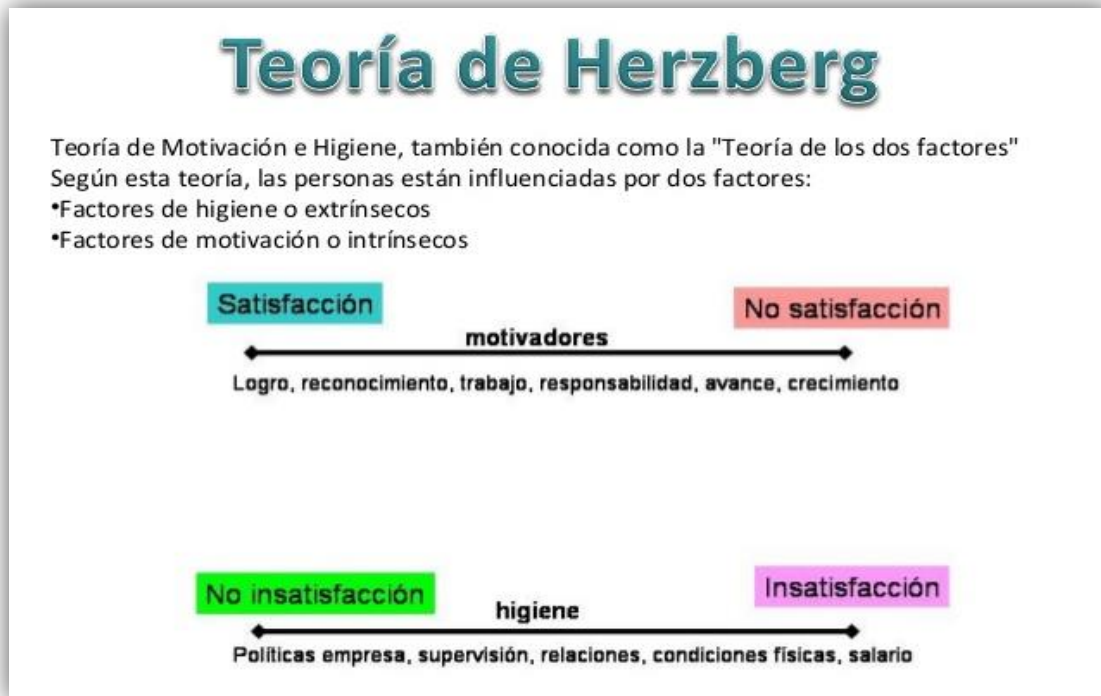 Teoría de Herzberg
Teoría de Motivación e Higiene, también conocida como la "Teoría de los dos factores"
Según esta teoría, las personas están influenciadas por dos factores:
•Factores de higiene o extrínsecos
•Factores de motivación o intrínsecos
Satisfacción
No satisfacción
motivadores
Logro, reconocimiento, trabajo, responsabilidad, avance, crecimiento
No insatisfacción
Insatisfacción
higiene
Políticas empresa, supervisión, relaciones, condiciones físicas, salario